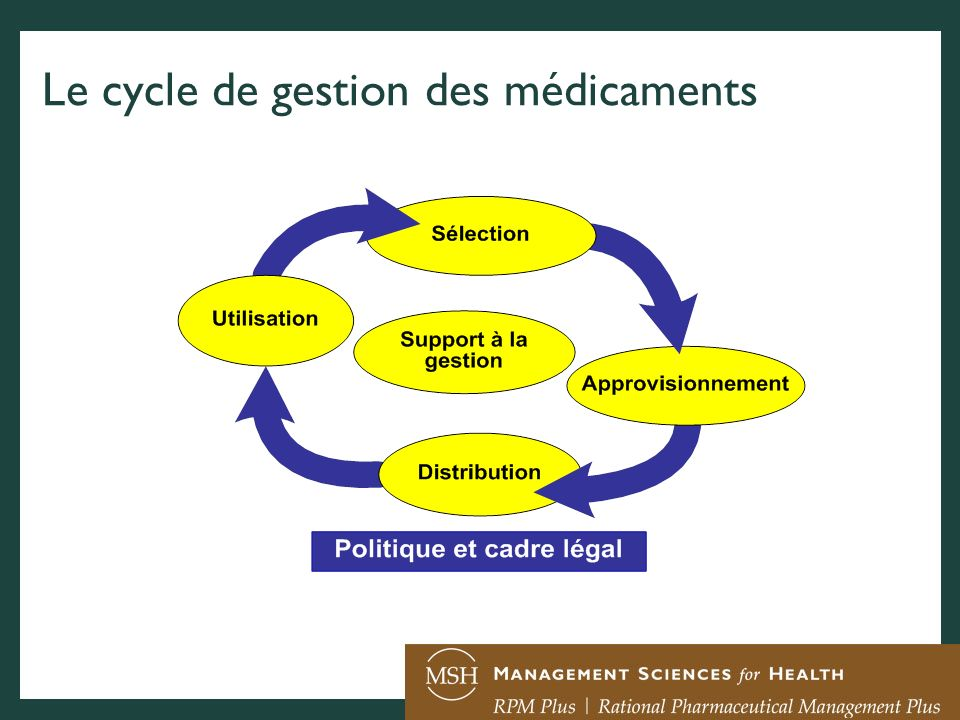 Le cycle de gestion des médicaments
Sélection
Utilisation
Support à la
gestion
Approvisionnement
Distribution
Politique et cadre légal
MSH
MANAGEMENT SCIENCES for HEALTH
RPM Plus | Rational Pharmaceutical Management Plus